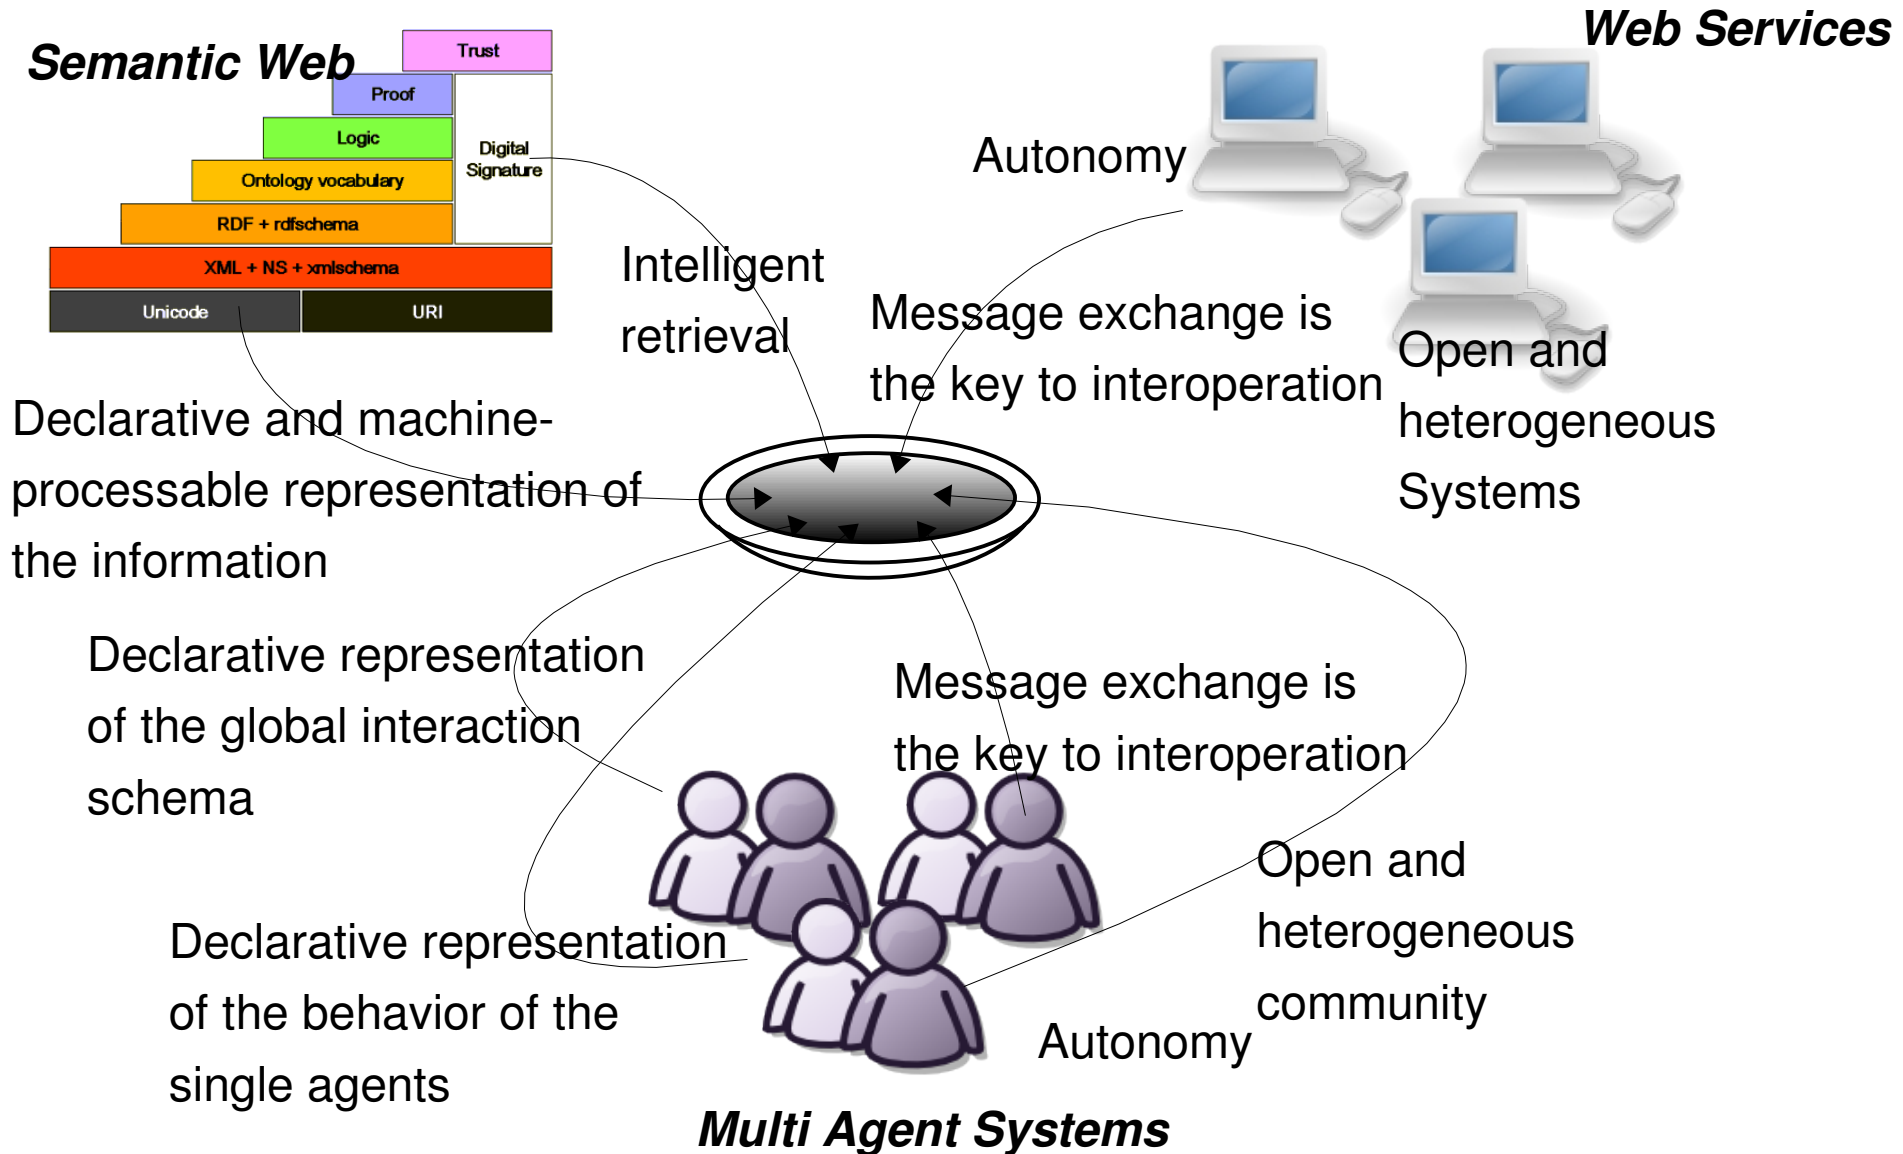 Semantic Web
Trust
Proof
Logic
Digital
Signature
Ontology vocabulary
RDF + rdfschema
XML + NS + xmlschema
Unicode
URI
Web Services
Autonomy
Intelligent
retrieval
Message exchange is
the key to interoperation
Open and
heterogeneous
Systems
Declarative and machine-
processable representation of
the information
Declarative representation
of the global interaction
schema
Message exchange is
the key to interoperation
Declarative representation
of the behavior of the
single agents
Open and
heterogeneous
community
Autonomy
Multi Agent Systems